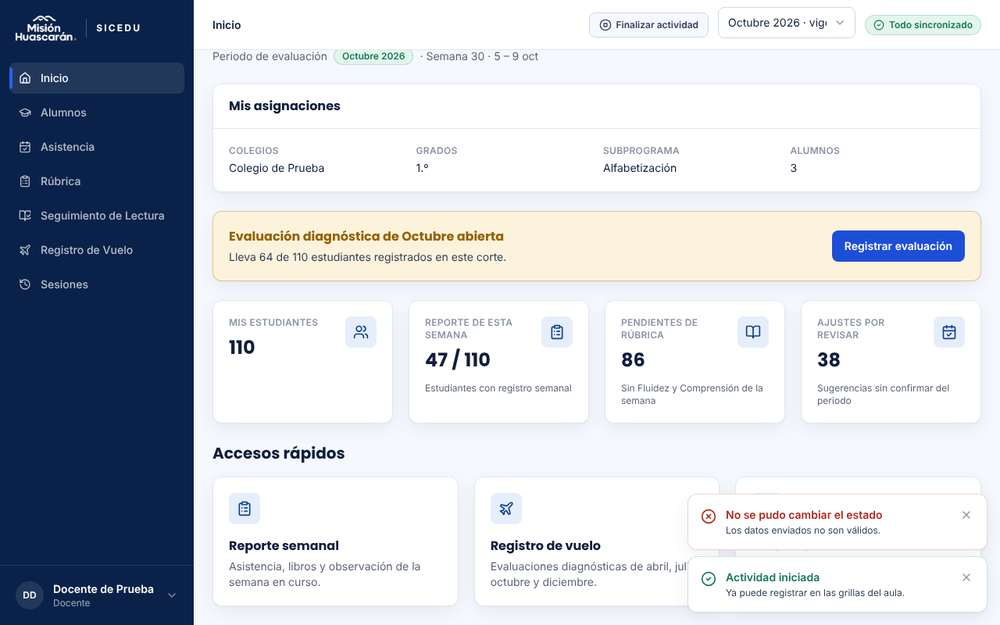 Misión
Huascarán.
SICEDU
Inicio
Alumnos
Asistencia
Rúbrica
Seguimiento de Lectura
Registro de Vuelo
Sesiones
DD
Docente de Prueba
Docente
Inicio
Finalizar actividad
Octubre 2026 · vig
Todo sincronizado
Periodo de evaluación Octubre 2026 · Semana 30 · 5 – 9 oct
Mis asignaciones
COLEGIOS
Colegio de Prueba
GRADOS
1.º
SUBPROGRAMA
Alfabetización
ALUMNOS
3
Evaluación diagnóstica de Octubre abierta
Lleva 64 de 110 estudiantes registrados en este corte.
Registrar evaluación
MIS ESTUDIANTES
110
REPORTE DE ESTA
SEMANA
47 / 110
Estudiantes con registro semanal
PENDIENTES DE
RÚBRICA
86
Sin Fluidez y Comprensión de la
semana
AJUSTES POR
REVISAR
38
Sugerencias sin confirmar del
periodo
Accesos rápidos
Reporte semanal
Asistencia, libros y observación de la
semana en curso.
Registro de vuelo
Evaluaciones diagnósticas de abril, jul
octubre y diciembre.
No se pudo cambiar el estado
Los datos enviados no son válidos.
Actividad iniciada
Ya puede registrar en las grillas del aula.